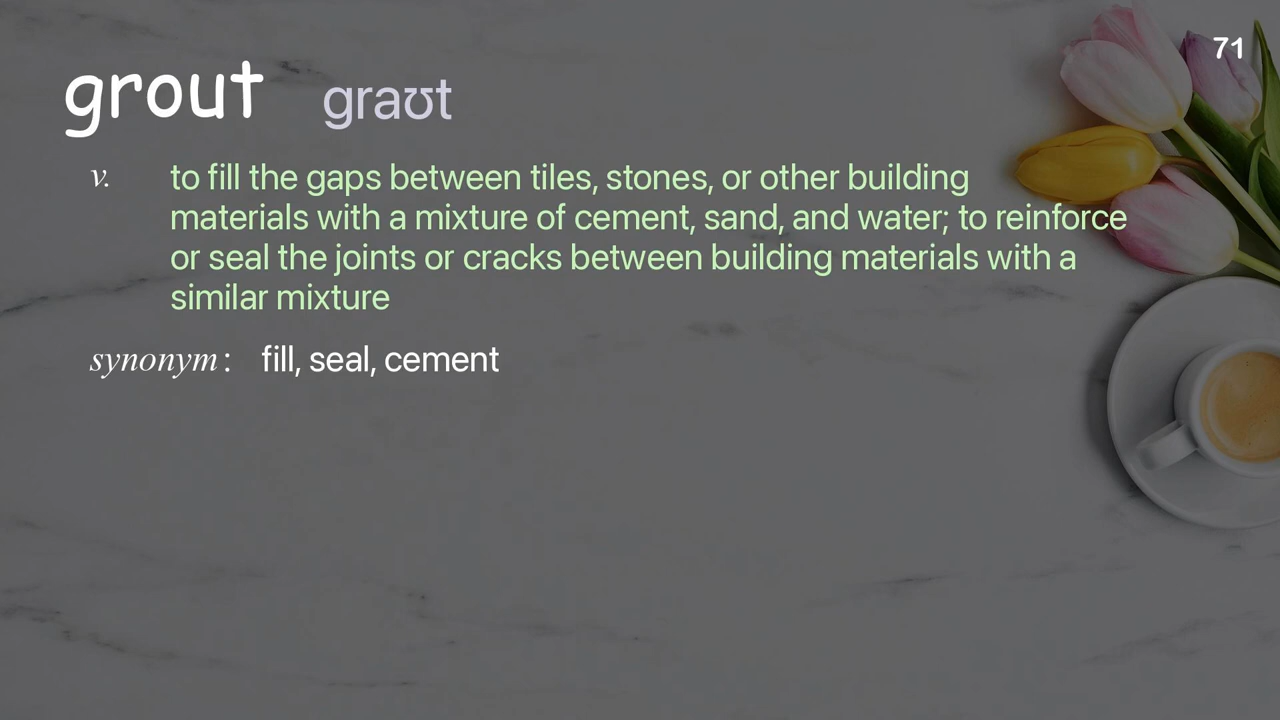 71
grout graʊt
v. to fill the gaps between tiles, stones, or other building
materials with a mixture of cement, sand, and water; to reinforce
or seal the joints or cracks between building materials with a
similar mixture
synonym : fill, seal, cement